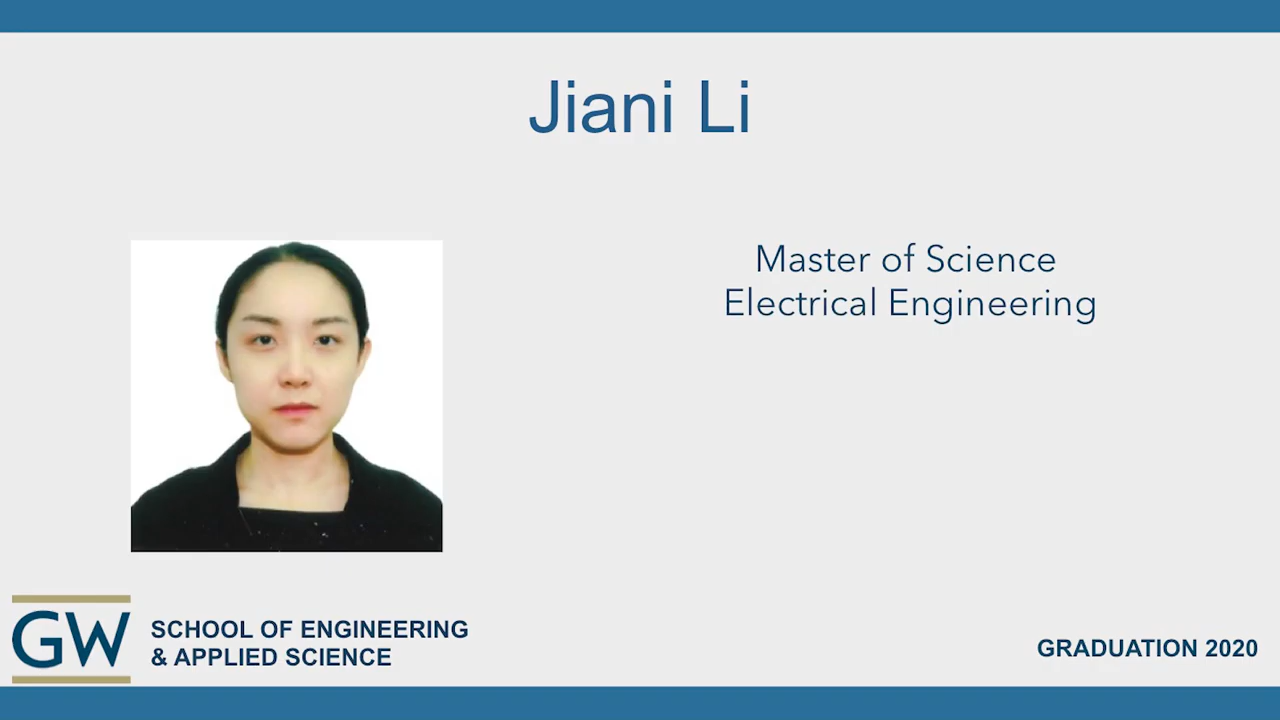 Jiani Li
Master of Science
Electrical Engineering
GW
SCHOOL OF ENGINEERING
& APPLIED SCIENCE
GRADUATION 2020